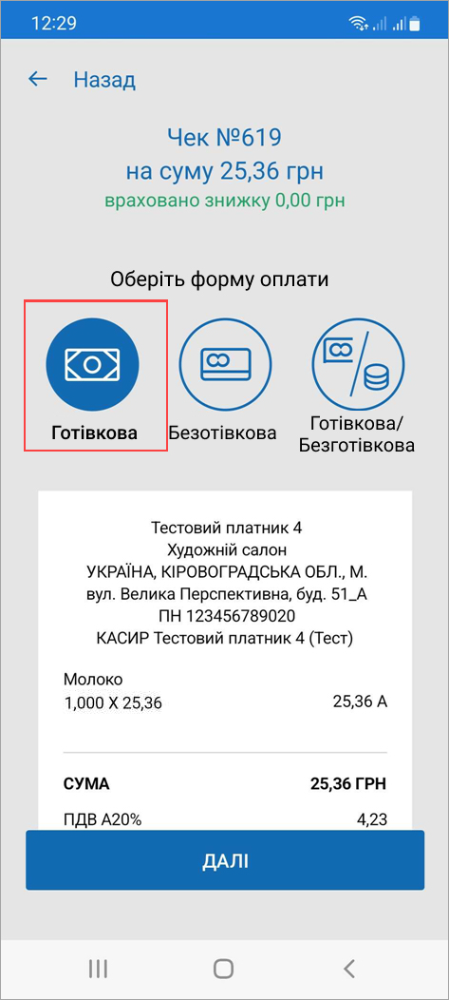 12:29
Назад
Чек №619
на суму 25,36 грн
враховано знижку 0,00 грн
Оберіть форму оплати
Готівкова
Безотівкова
Готівкова/
Безготівкова
Тестовий платник 4
Художній салон
УКРАЇНА, КІРОВОГРАДСЬКА ОБЛ., М.
вул. Велика Перспективна, буд. 51_А
ПН 123456789020
КАСИР Тестовий платник 4 (Тест)
Молоко
1,000 X 25,36 25,36 А
СУМА 25,36 ГРН
ПДВ А20% 4,23
ДАЛІ